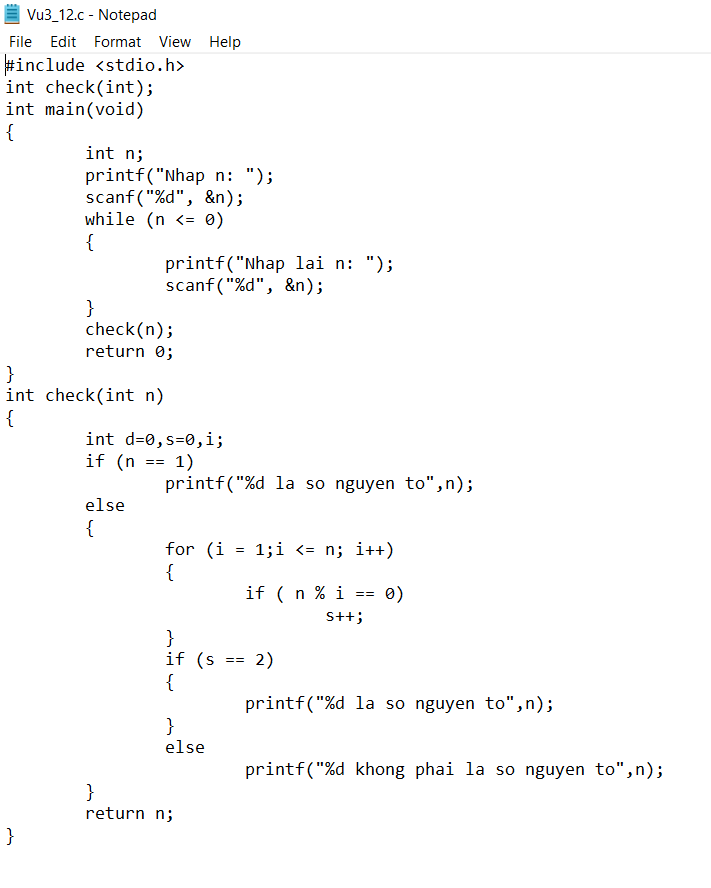 Vu3_12.c - Notepad
File Edit Format View Help
#include <stdio.h>
int check(int);
int main(void)
{
        int n;
        printf("Nhap n: ");
        scanf("%d", &n);
        while (n <= 0)
        {
                printf("Nhap lai n: ");
                scanf("%d", &n);
        }
        check(n);
        return 0;
}
int check(int n)
{
        int d=0,s=0,i;
        if (n == 1)
                printf("%d la so nguyen to",n);
        else
        {
                for (i = 1;i <= n; i++)
                {
                        if ( n % i == 0)
                                s++;
                }
                if (s == 2)
                {
                        printf("%d la so nguyen to",n);
                }
                else
                        printf("%d khong phai la so nguyen to",n);
        }
        return n;
}